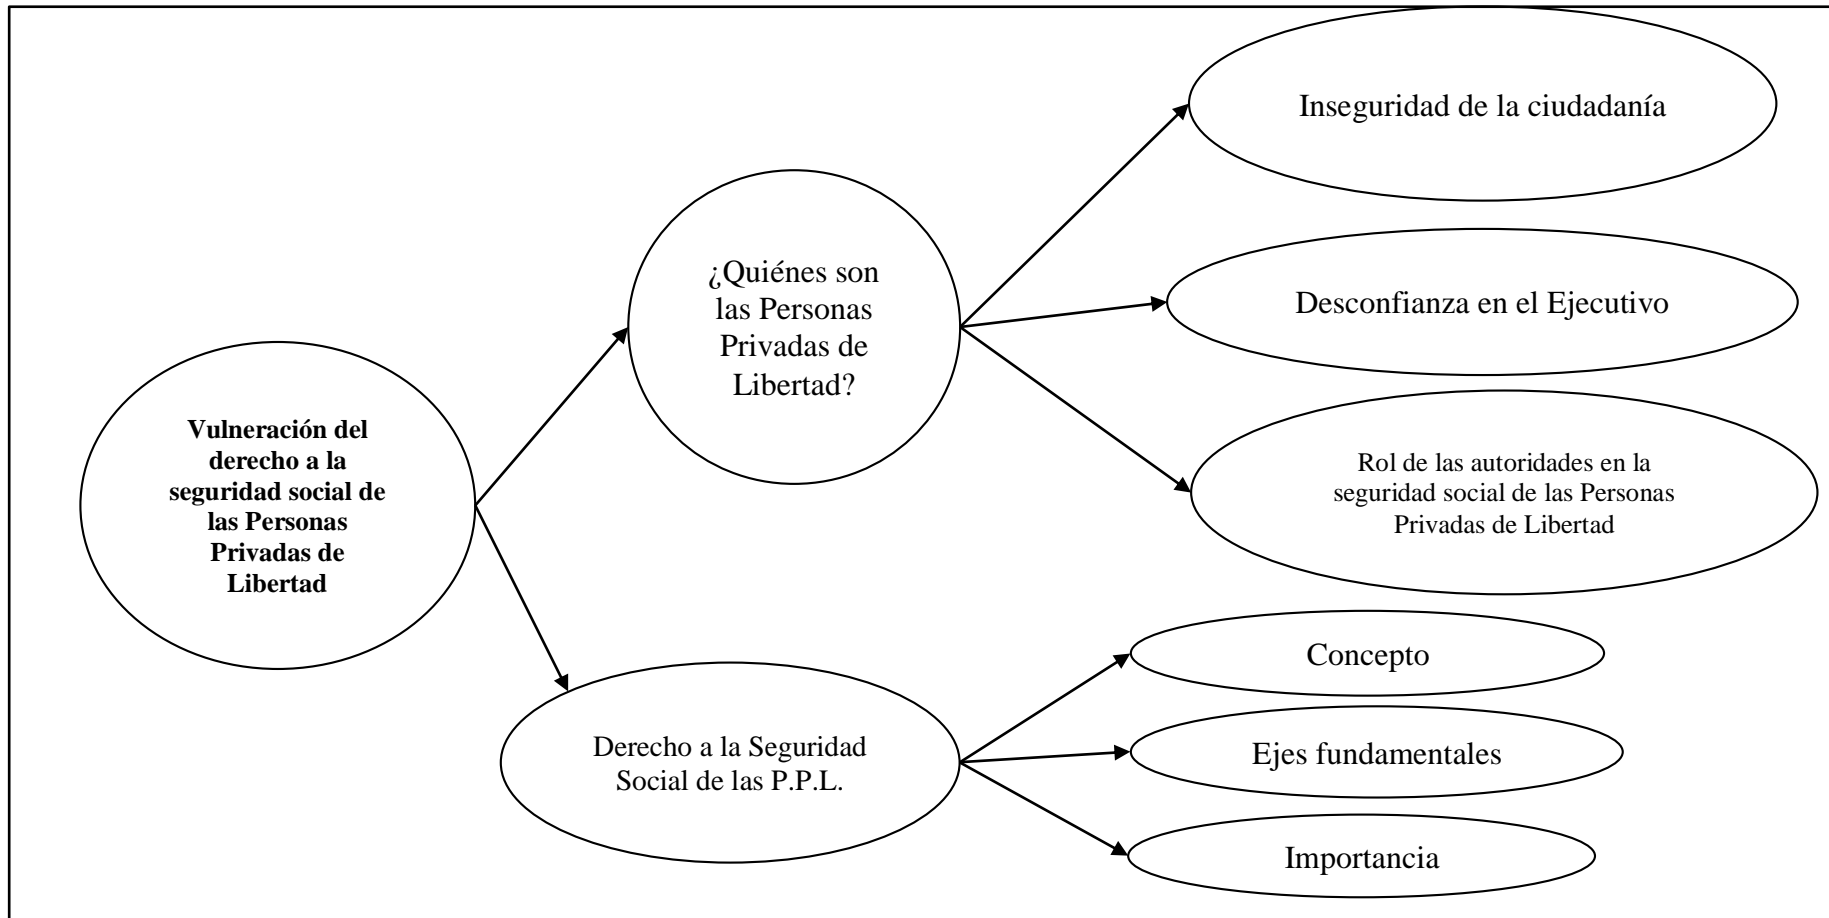 Inseguridad de la ciudadanía
¿Quiénes son
las Personas
Privadas de
Libertad?
Desconfianza en el Ejecutivo
Vulneración del
derecho a la
seguridad social de
las Personas
Privadas de
Libertad
Rol de las autoridades en la
seguridad social de las Personas
Privadas de Libertad
Concepto
Derecho a la Seguridad
Social de las P.P.L.
Ejes fundamentales
Importancia